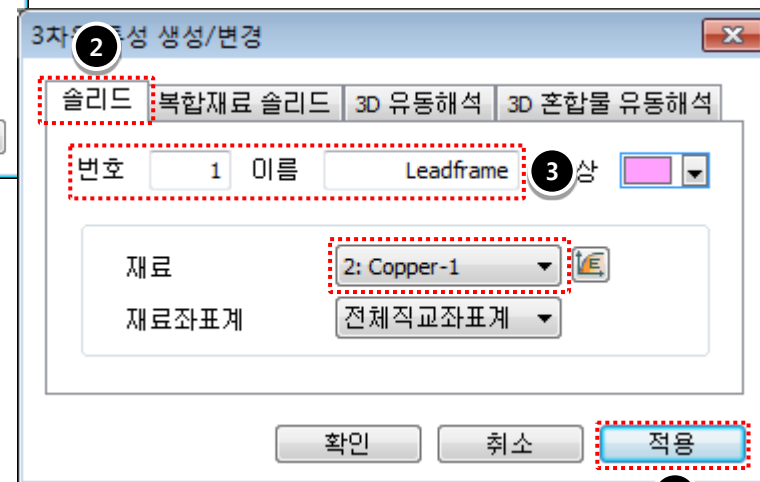 3차 특성 생성/변경
2
솔리드 복합재료 솔리드 3D 유동해석 3D 혼합물 유동해석
번호 1 이름 Leadframe 3 상
재료 2: Copper-1 E
재료좌표계 전체직교좌표계
확인 취소 적용